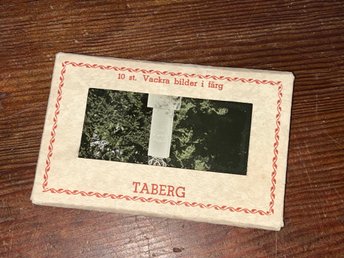 10 st. Vackra bilder i färg
TABERG